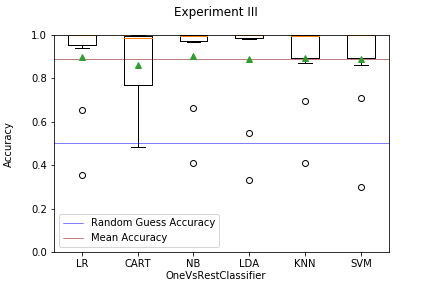 Experiment III
Accuracy
1.0
0.8
0.6
0.4
0.2
0.0
Random Guess Accuracy
Mean Accuracy
LR CART NB LDA KNN SVM
OneVsRestClassifier